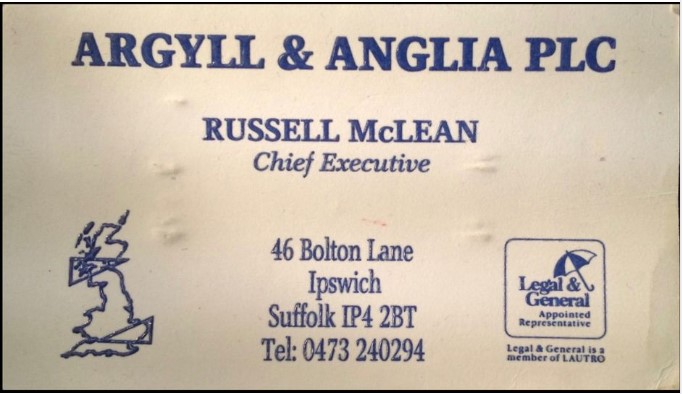 ARGYLL & ANGLIA PLC
RUSSELL McLEAN
Chief Executive
46 Bolton Lane
Ipswich
Suffolk IP4 2BT
Tel: 0473 240294
Legal &
General
Appointed
Representative
Legal & General is a
member of LAUTRO